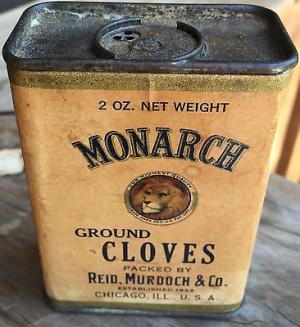 2 OZ. NET WEIGHT
MONARCH
GROUND
CLOVES
PACKED BY
REID, MURDOCH & CO.
ESTABLISHED 1853
CHICAGO, ILL., U. S. A.